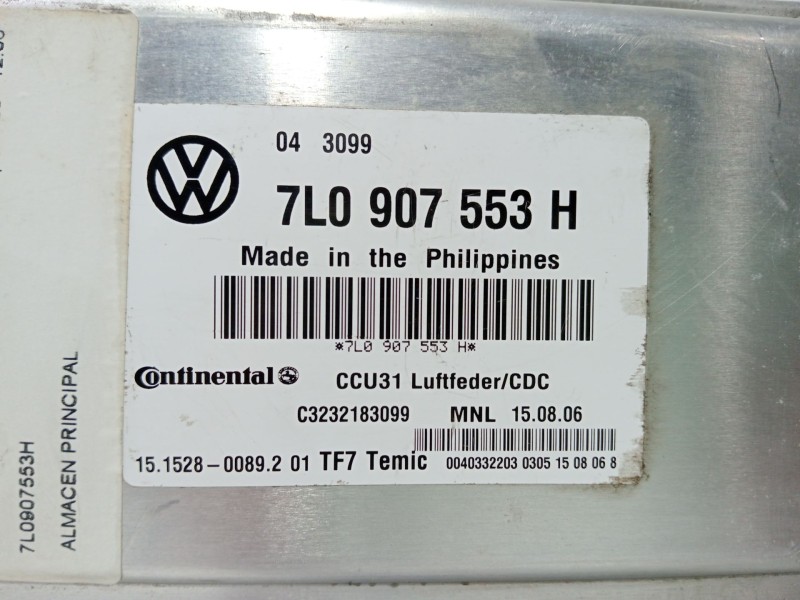 04 3099
7L0 907 553 H
Made in the Philippines
*7L0 907 553 H*
Continental CCU31 Luftfeder/CDC
C3232183099 MNL 15.08.06
15.1528-0089.2 01 TF7 Temic 0040332203 0305 15 08 06 8
7L0907553H
ALMACEN PRINCIPAL